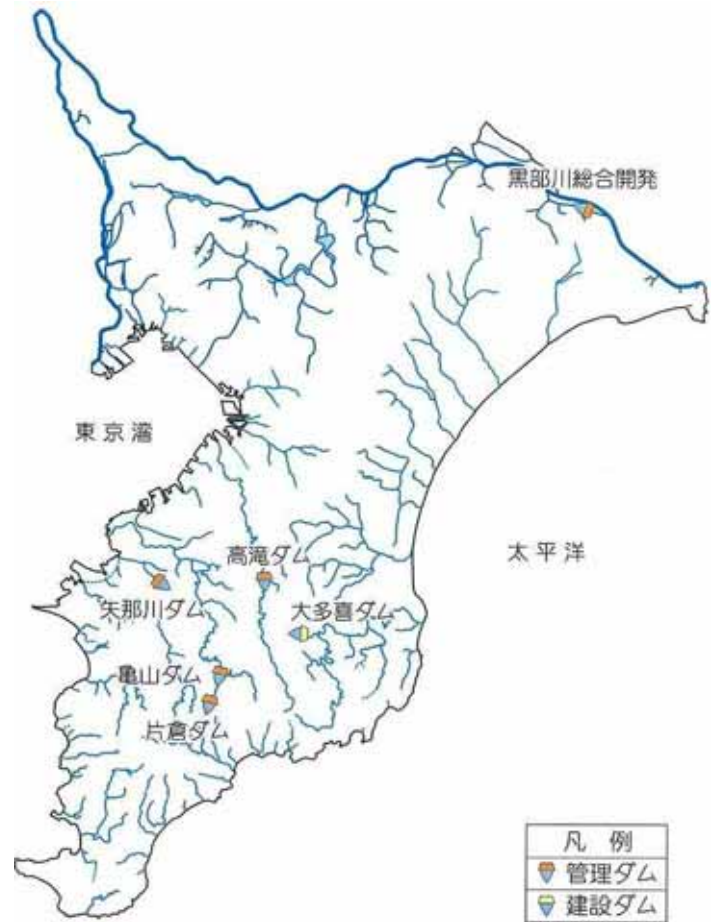 黒部川総合開発
東京湾
太平洋
高滝ダム
矢那川ダム
大多喜ダム
亀山ダム
片倉ダム
凡例
管理ダム
建設ダム